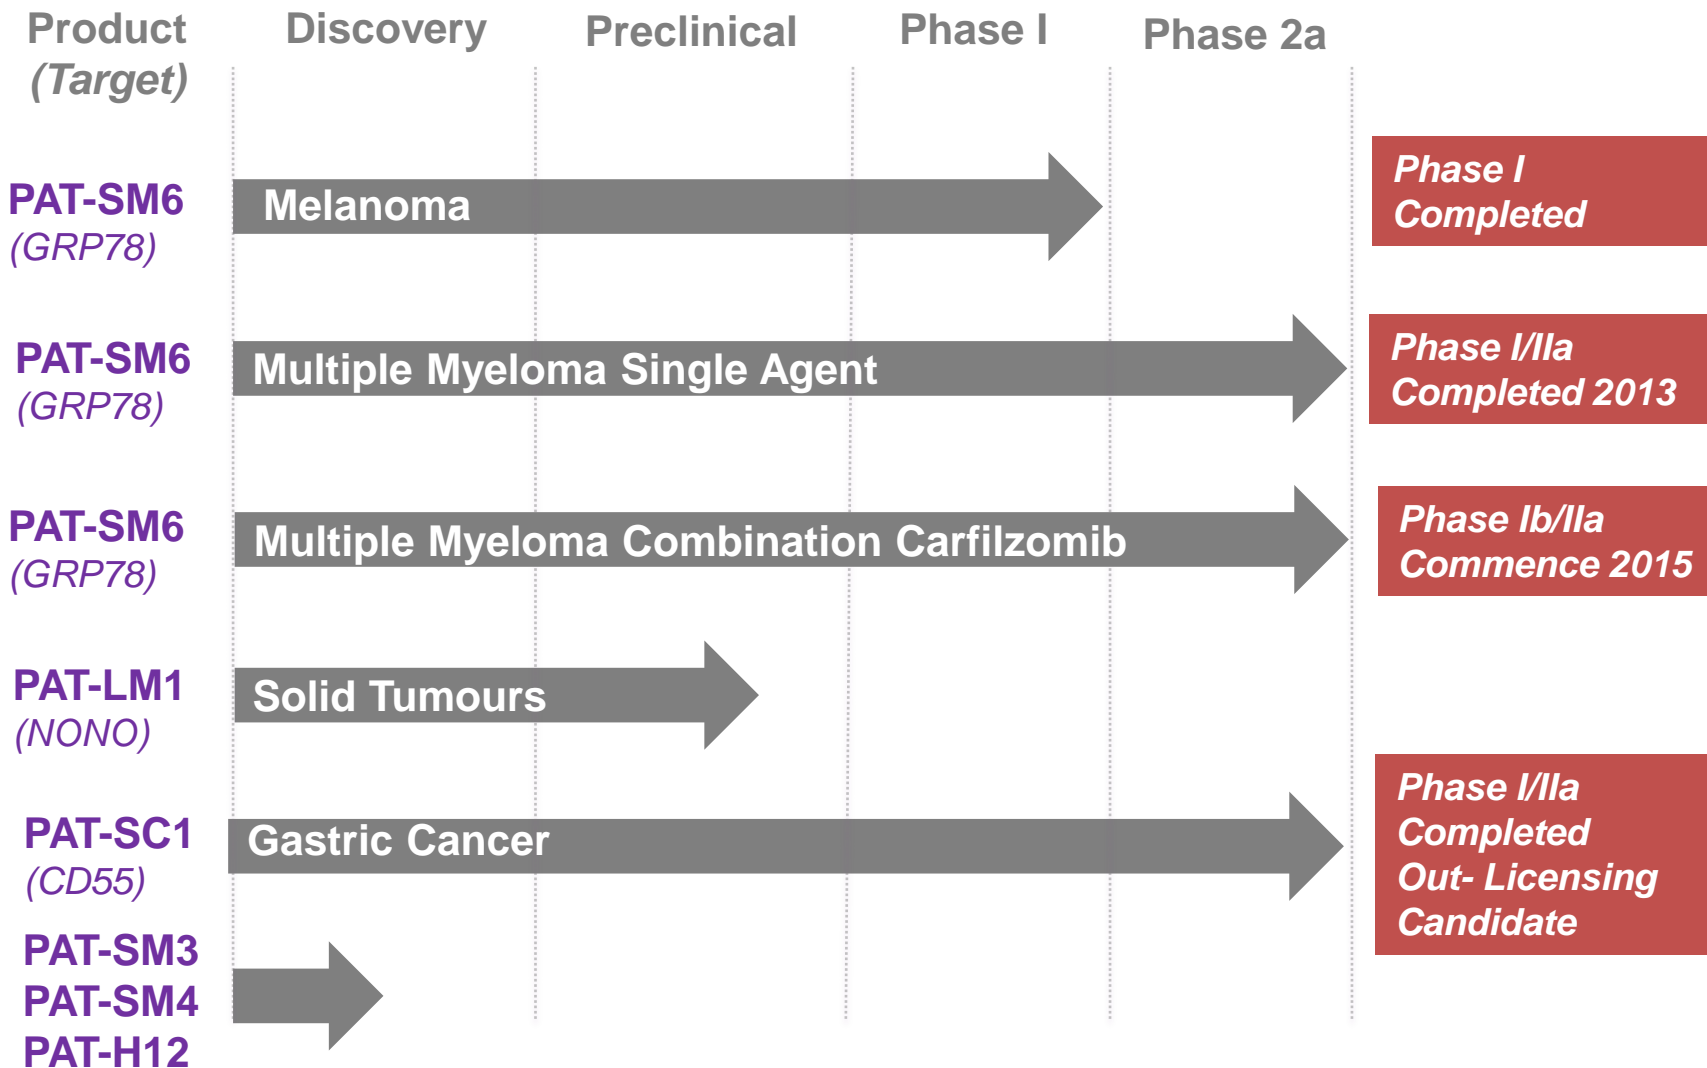 Product
(Target)
Discovery
Preclinical
Phase I
Phase 2a
PAT-SM6
(GRP78)
Melanoma
Phase I
Completed
PAT-SM6
(GRP78)
Multiple Myeloma Single Agent
Phase I/IIa
Completed 2013
PAT-SM6
(GRP78)
Multiple Myeloma Combination Carfilzomib
Phase Ib/IIa
Commence 2015
PAT-LM1
(NONO)
Solid Tumours
PAT-SC1
(CD55)
Gastric Cancer
Phase I/IIa
Completed
Out- Licensing
Candidate
PAT-SM3
PAT-SM4
PAT-H12